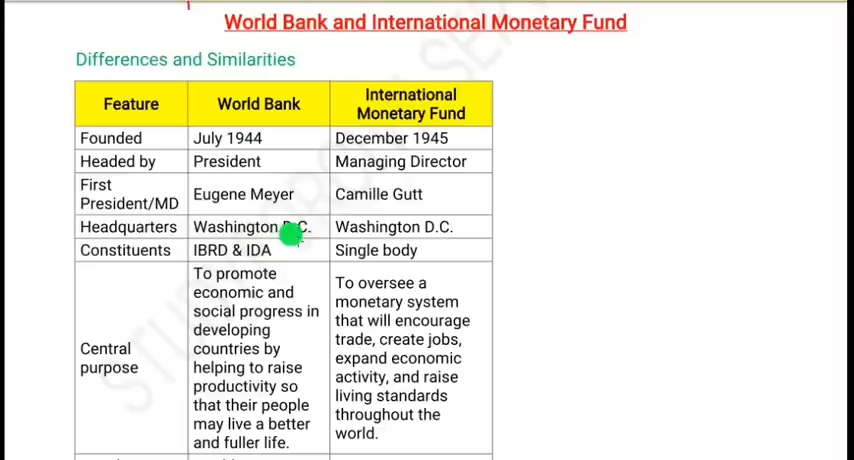 World Bank and International Monetary Fund
Differences and Similarities
Feature World Bank International Monetary Fund
Founded July 1944 December 1945
Headed by President Managing Director
First President/MD Eugene Meyer Camille Gutt
Headquarters Washington D.C. Washington D.C.
Constituents IBRD & IDA Single body
Central purpose
To promote
economic and
social progress in
developing
countries by
helping to raise
productivity so
that their people
may live a better
and fuller life.
To oversee a
monetary system
that will encourage
trade, create jobs,
expand economic
activity, and raise
living standards
throughout the
world.